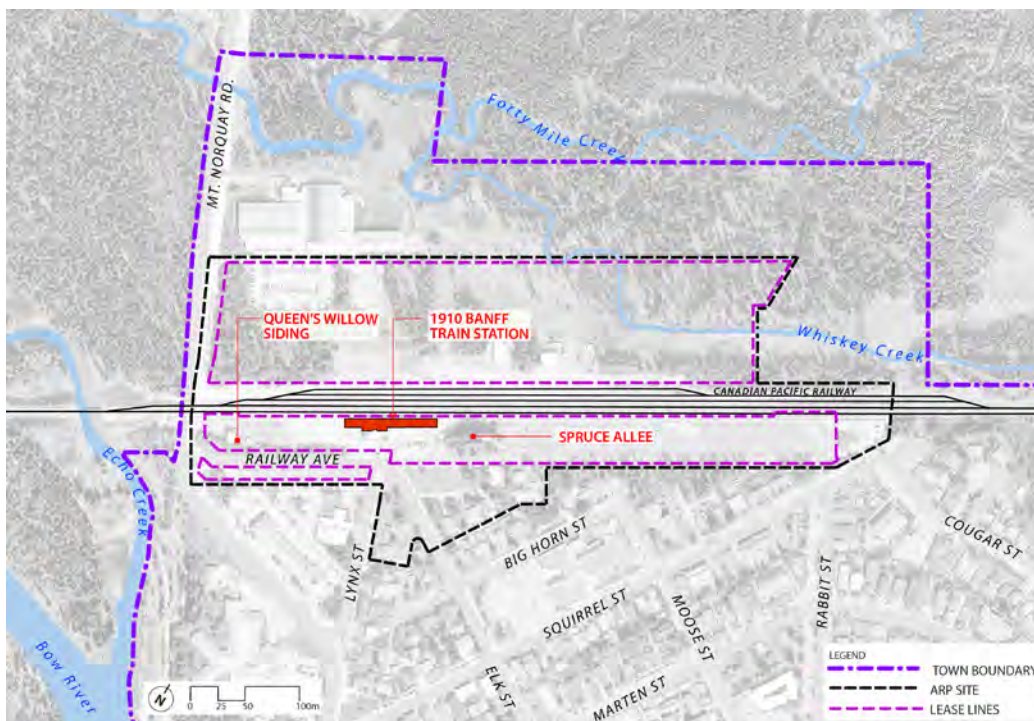 Forty Mile Creek
MT. NORQUAY RD.
QUEEN'S WILLOW
SIDING
1910 BANFF
TRAIN STATION
Whiskey Creek
CANADIAN PACIFIC RAILWAY
SPRUCE ALLEE
RAILWAY AVE
Echo Creek
Bow River
LYNX ST
BIG HORN ST
SQUIRREL ST
ELK ST
MOOSE ST
MARTEN ST
RABBIT ST
COUGAR ST
N
0 25 50 100m
LEGEND
TOWN BOUNDARY
ARP SITE
LEASE LINES